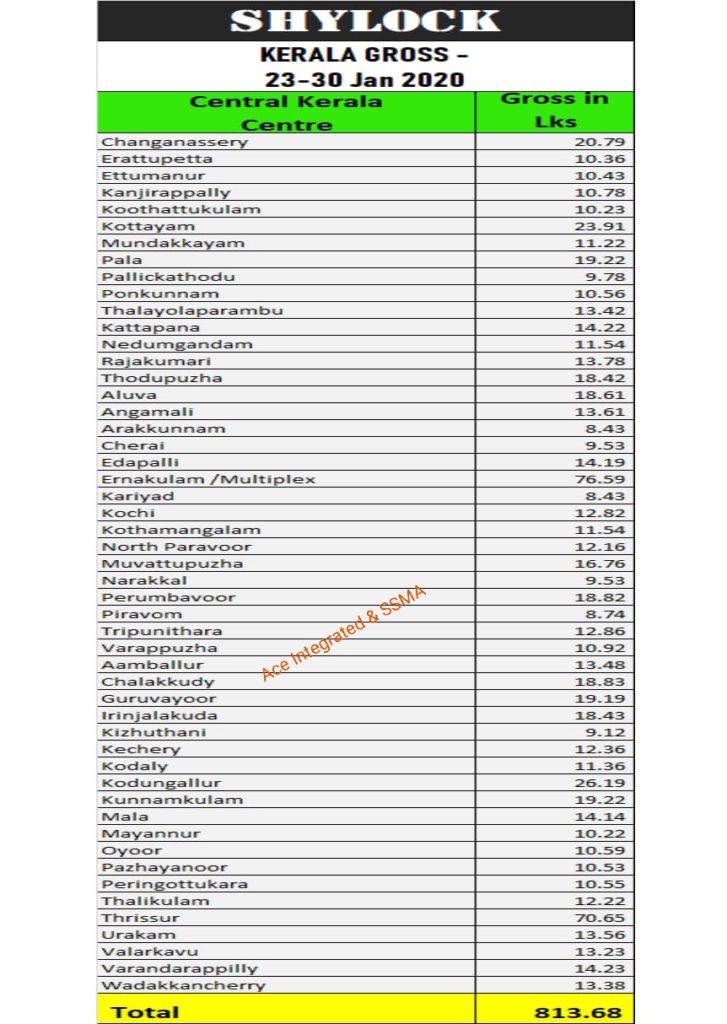 SHYLOCK
KERALA GROSS -
23-30 Jan 2020
Central Kerala Centre Gross in Lks
Changanassery 20.79
Erattupetta 10.36
Ettumanur 10.43
Kanjirappally 10.78
Koothattukulam 10.23
Kottayam 23.91
Mundakkayam 11.22
Pala 19.22
Pallickathodu 9.78
Ponkunnam 10.56
Thalayolaparambu 13.42
Kattapana 14.22
Nedumgandam 11.54
Rajakumari 13.78
Thodupuzha 18.42
Aluva 18.61
Angamali 13.61
Arakkunnam 8.43
Cherai 9.53
Edapalli 14.19
Ernakulam /Multiplex 76.59
Kariyad 8.43
Kochi 12.82
Kothamangalam 11.54
North Paravoor 12.16
Muvattupuzha 16.76
Narakkal 9.53
Perumbavoor 18.82
Piravom 8.74
Tripunithara 12.86
Varappuzha 10.92
Aamballur 13.48
Chalakkudy 18.83
Guruvayoor 19.19
Irinjalakuda 18.43
Kizhuthani 9.12
Kechery 12.36
Kodaly 11.36
Kodungallur 26.19
Kunnamkulam 19.22
Mala 14.14
Mayannur 10.22
Oyoor 10.59
Pazhayanoor 10.53
Peringottukara 10.55
Thalikulam 12.22
Thrissur 70.65
Urakam 13.56
Valarkavu 13.23
Varandarappilly 14.23
Wadakkancherry 13.38
Total 813.68
Ace Integrated & SSMA